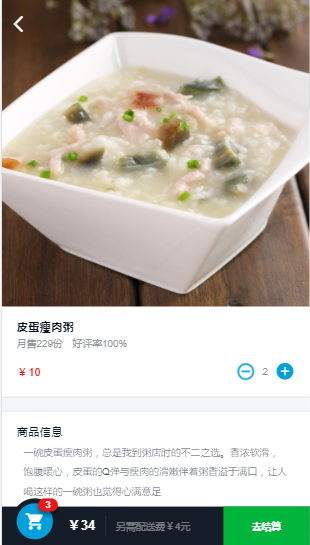 皮蛋瘦肉粥
月售229份 好评率100%
￥10
2
商品信息
一碗皮蛋瘦肉粥，总是我到粥店时的不二之选。香浓软滑，
饱腹暖心，皮蛋的Q弹与瘦肉的滑嫩伴着粥香溢于满口，让人
喝这样的一碗粥也觉得心满意足
3
￥34
另需配送费￥4元
去结算